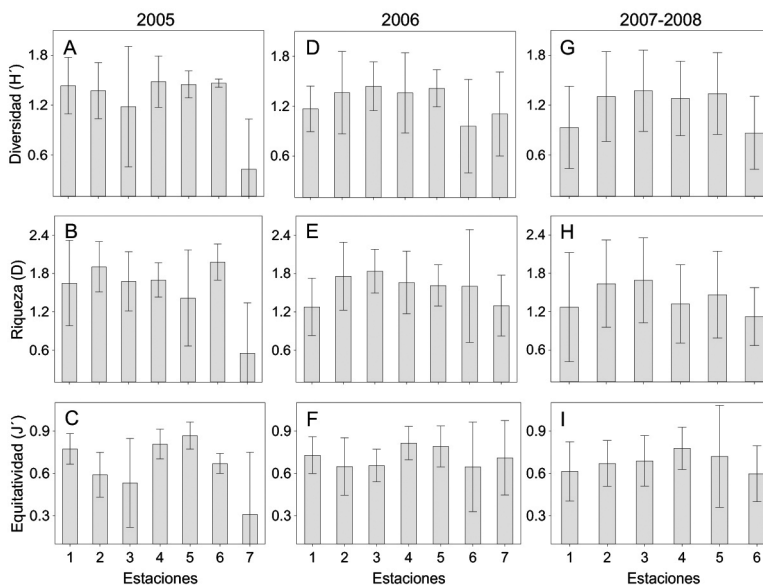 2005 2006 2007-2008
A D G
Diversidad (H´)
1.8 1.8 1.8
1.2 1.2 1.2
0.6 0.6 0.6
B E H
Riqueza (D)
2.4 2.4 2.4
1.8 1.8 1.8
1.2 1.2 1.2
0.6 0.6 0.6
C F I
Equitatividad (J´)
0.9 0.9 0.9
0.6 0.6 0.6
0.3 0.3 0.3
1 2 3 4 5 6 7 1 2 3 4 5 6 7 1 2 3 4 5 6
Estaciones Estaciones Estaciones